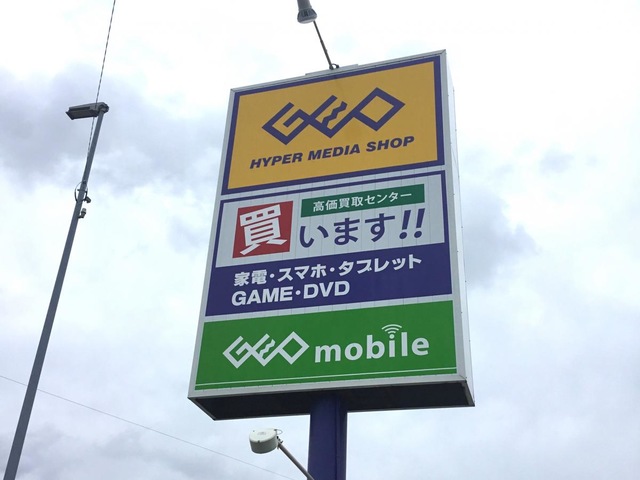 GEO
HYPER MEDIA SHOP
高価買取センター
買います!!
家電・スマホ・タブレット
GAME・DVD
GEO mobile